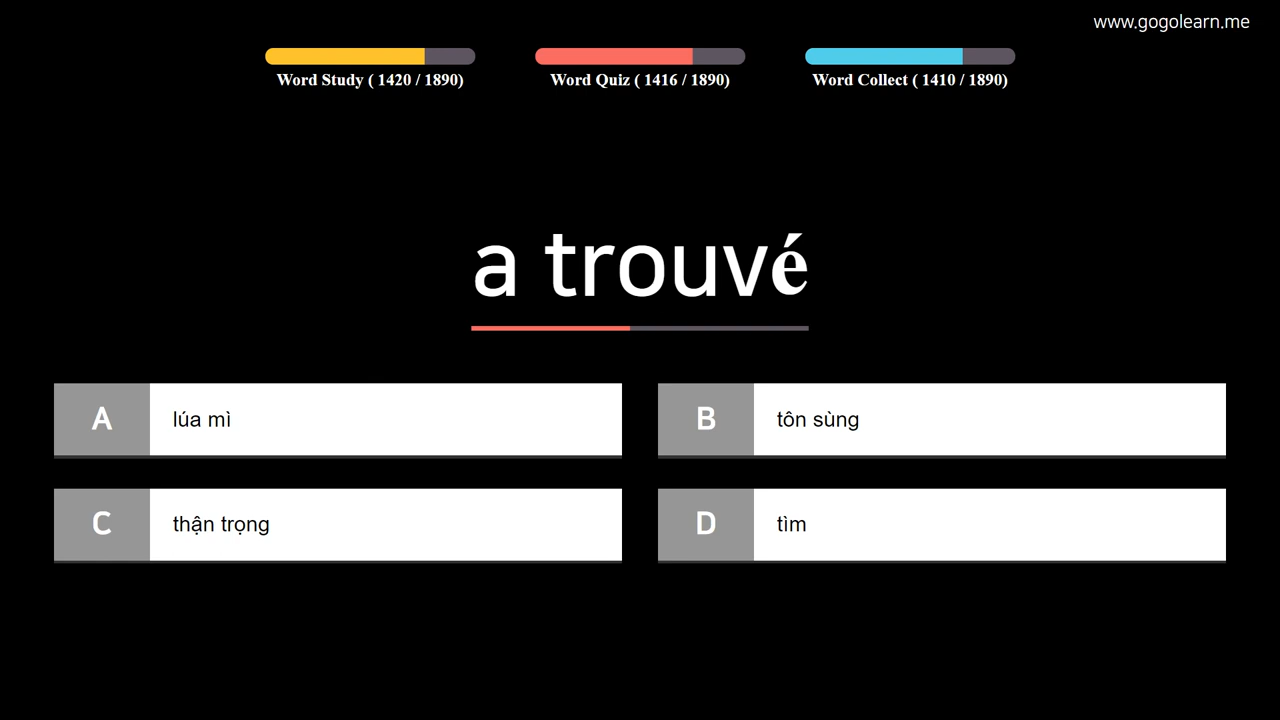 www.gogolearn.me
Word Study ( 1420 / 1890)
Word Quiz ( 1416 / 1890)
Word Collect ( 1410 / 1890)
a trouvé
A lúa mì
B tôn sùng
C thận trọng
D tìm